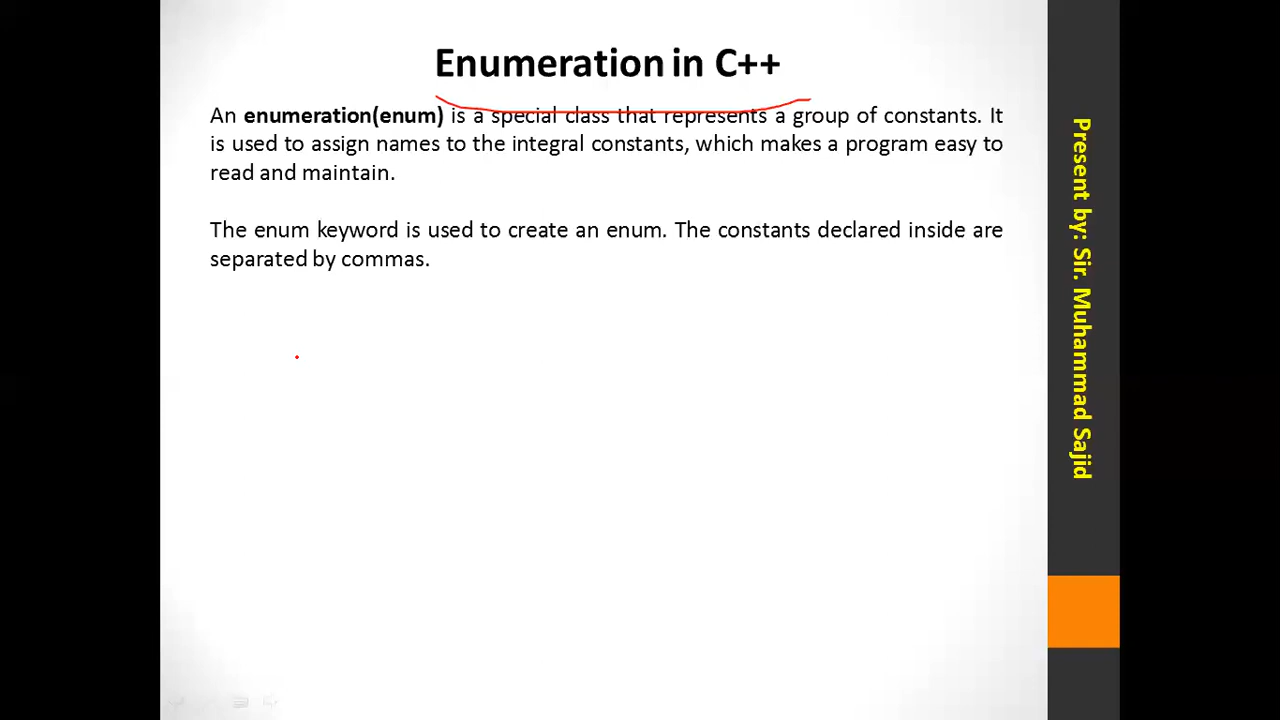 Enumeration in C++
An enumeration(enum) is a special class that represents a group of constants. It
is used to assign names to the integral constants, which makes a program easy to
read and maintain.
The enum keyword is used to create an enum. The constants declared inside are
separated by commas.
Present by: Sir. Muhammad Sajid